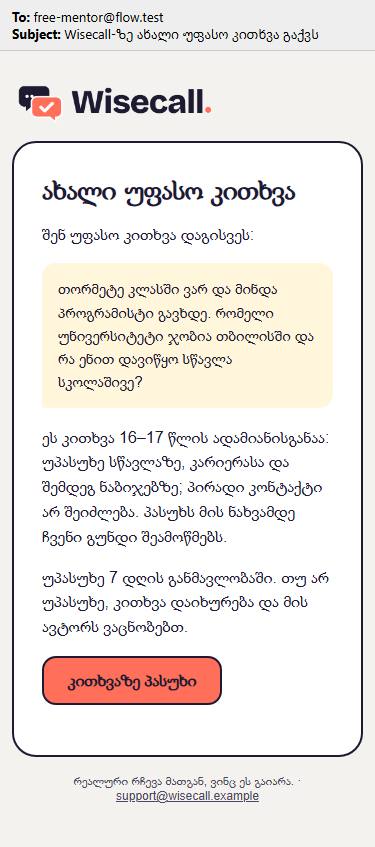 To: free-mentor@flow.test
Subject: Wisecall-ზე ახალი უფასო კითხვა გაქვს
Wisecall.
ახალი უფასო კითხვა
შენ უფასო კითხვა დაგისვეს:
თორმეტე კლასში ვარ და მინდა
პროგრამისტი გავხდე. რომელი
უნივერსიტეტი ჯობია თბილისში და
რა ენით დავიწყო სწავლა
სკოლაშივე?
ეს კითხვა 16–17 წლის ადამიანისგანაა:
უპასუხე სწავლაზე, კარიერასა და
შემდეგ ნაბიჯებზე; პირადი კონტაქტი
არ შეიძლება. პასუხს მის ნახვამდე
ჩვენი გუნდი შეამოწმებს.
უპასუხე 7 დღის განმავლობაში. თუ არ
უპასუხე, კითხვა დაიხურება და მის
ავტორს ვაცნობებთ.
კითხვაზე პასუხი
რეალური რჩევა მათგან, ვინც ეს გაიარა. ·
support@wisecall.example